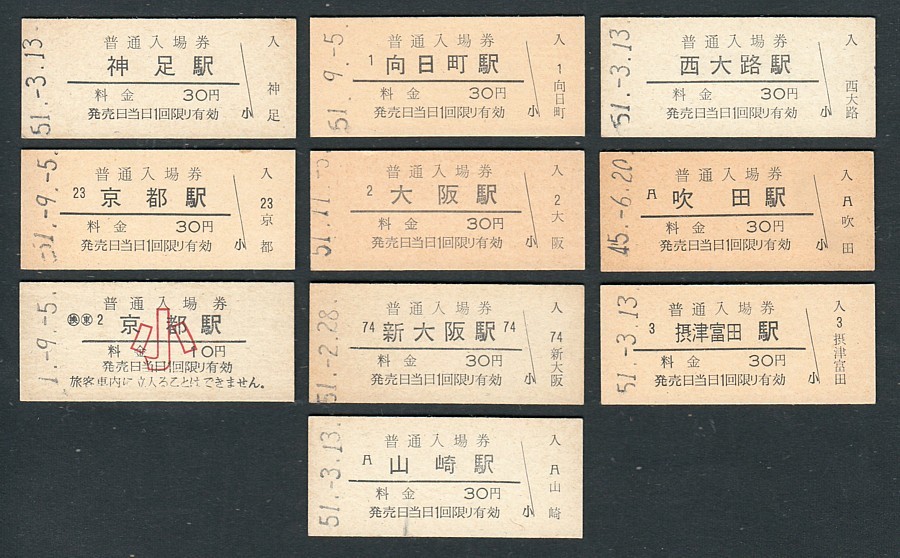 51.-3.13.
普通入場券
神足駅
料金 30円
発売日当日1回限り有効
小
入
神足
51.-9.-5
普通入場券
1 向日町駅
料金 30円
発売日当日1回限り有効
小
入
1
向日町
51.-3.13
普通入場券
西大路駅
料金 30円
発売日当日1回限り有効
小
入
西大路
51.-9.-5.
普通入場券
23 京都駅
料金 30円
発売日当日1回限り有効
小
入
23
京都
51.11.
普通入場券
2 大阪駅
料金 30円
発売日当日1回限り有効
小
入
2
大阪
45.-6.20
普通入場券
A 吹田駅
料金 30円
発売日当日1回限り有効
小
入
A
吹田
1.-9.-5.
普通入場券
東2 京都駅
料金 0円
発売日当日1回限り有効
旅客車内に立入ることはできません。
小
51.-2.28.
普通入場券
74 新大阪駅 74
料金 30円
発売日当日1回限り有効
小
入
74
新大阪
51.-3.13
普通入場券
3 摂津富田駅
料金 30円
発売日当日1回限り有効
小
入
3
摂津富田
51.-3.13.
普通入場券
A 山崎駅
料金 30円
発売日当日1回限り有効
小
入
A
山崎